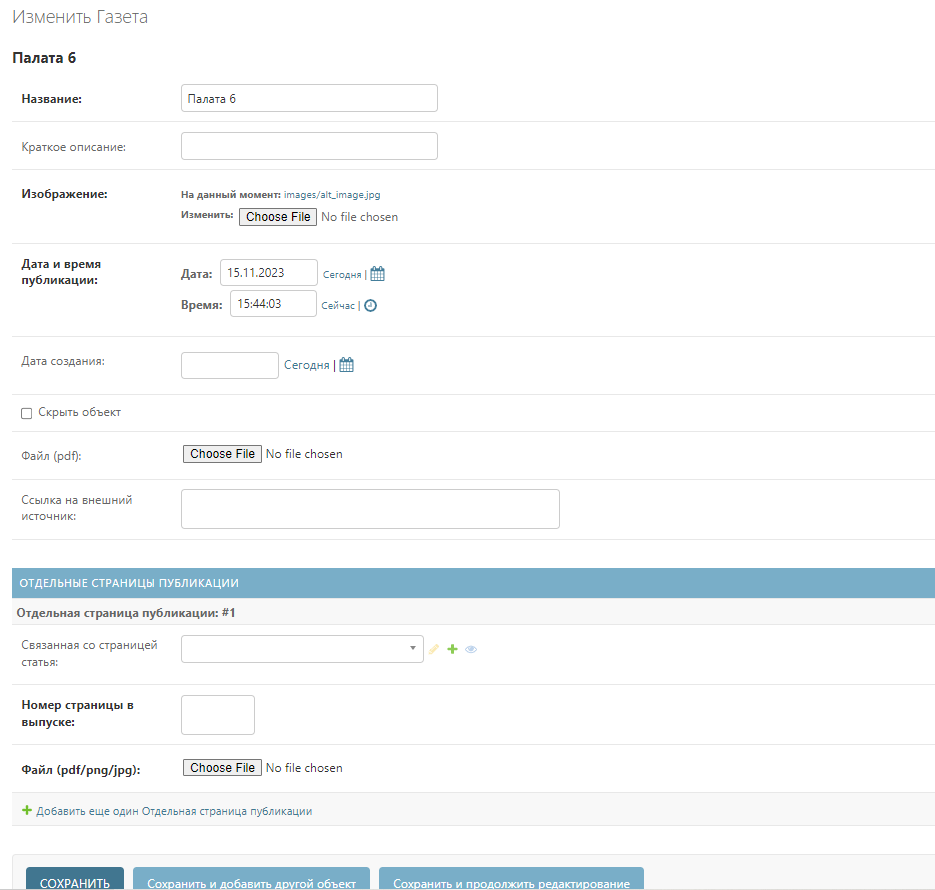 Изменить Газета
Палата 6
Название: Палата 6
Краткое описание:
Изображение: На данный момент: images/alt_image.jpg
Изменить: Choose File No file chosen
Дата и время
публикации:
Дата: 15.11.2023 Сегодня |
Время: 15:44:03 Сейчас |
Дата создания: Сегодня |
Скрыть объект
Файл (pdf): Choose File No file chosen
Ссылка на внешний
источник:
ОТДЕЛЬНЫЕ СТРАНИЦЫ ПУБЛИКАЦИИ
Отдельная страница публикации: #1
Связанная со страницей
статья:
Номер страницы в
выпуске:
Файл (pdf/png/jpg): Choose File No file chosen
Добавить еще один Отдельная страница публикации
СОХРАНИТЬ Сохранить и добавить другой объект Сохранить и продолжить редактирование